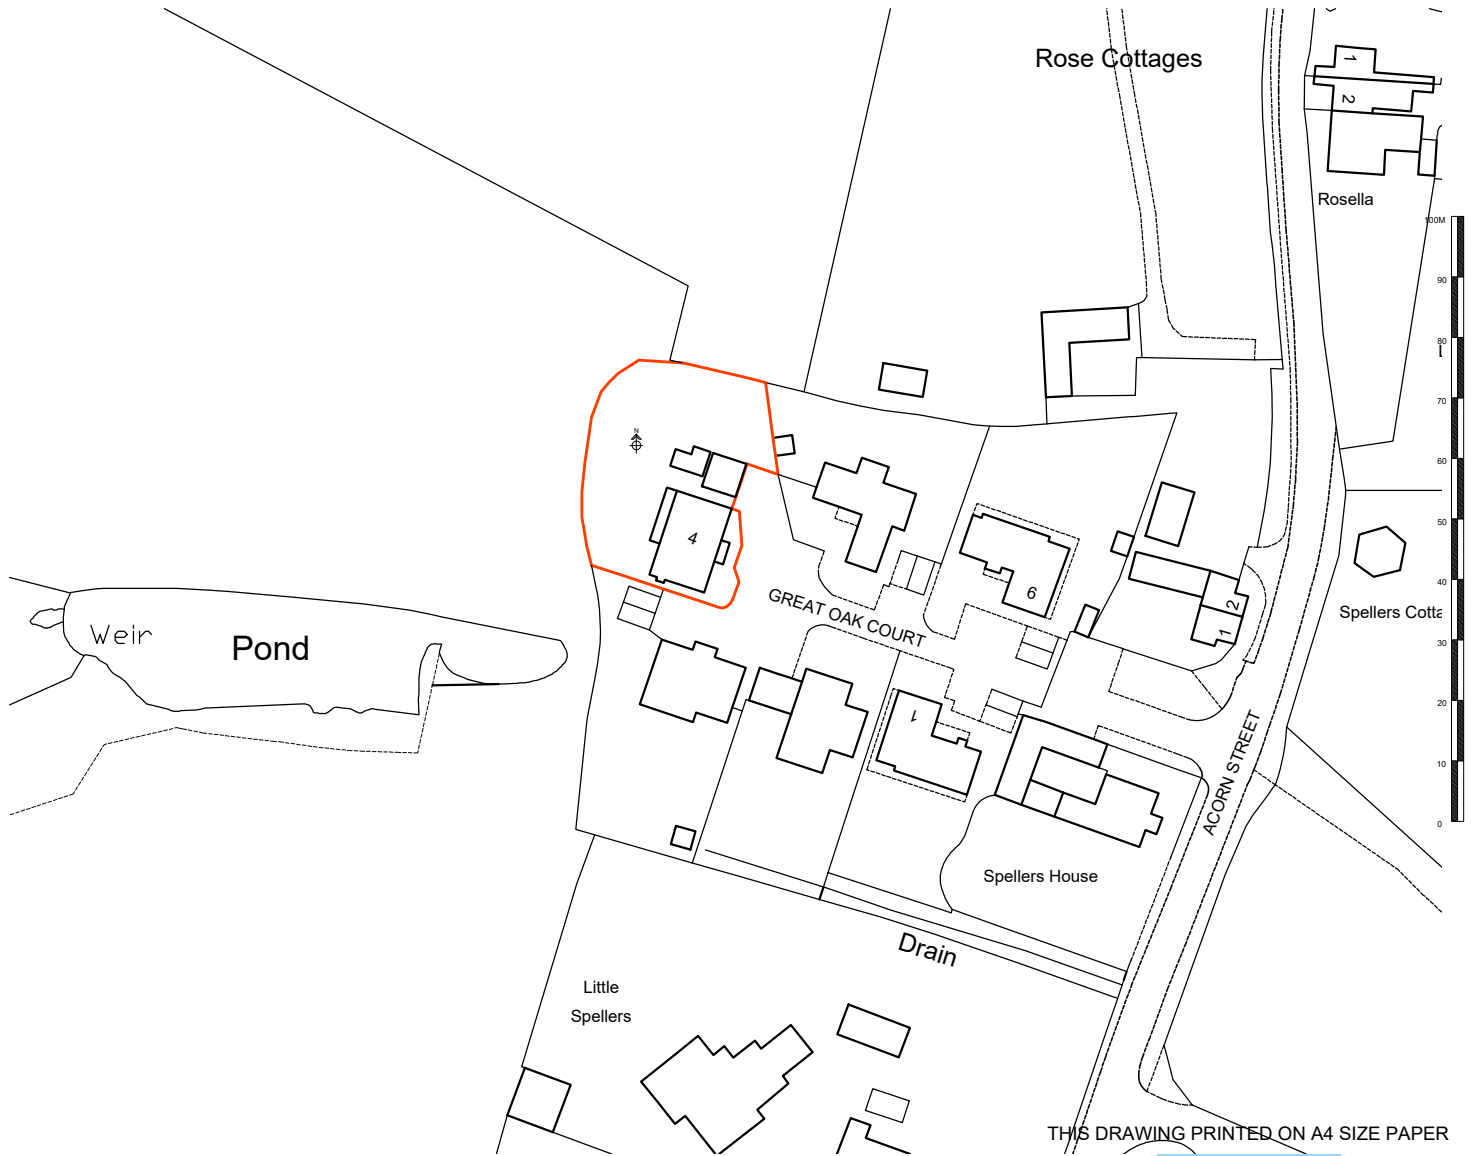 Rose Cottages
1
2
Rosella
100M
90
80
70
60
50
40
30
20
10
0
N
4
6
2
1
GREAT OAK COURT
Spellers Cotta
Weir
Pond
1
ACORN STREET
Spellers House
Drain
Little
Spellers
THIS DRAWING PRINTED ON A4 SIZE PAPER